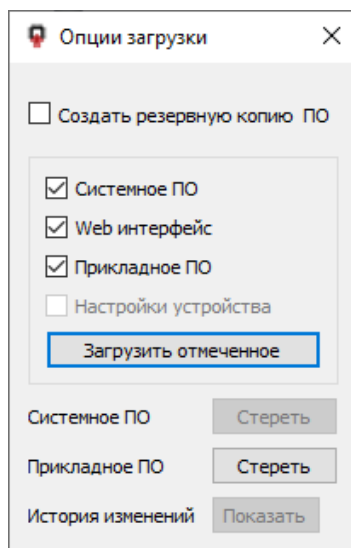 Опции загрузки
Создать резервную копию ПО
Системное ПО
Web интерфейс
Прикладное ПО
Настройки устройства
Загрузить отмеченное
Системное ПО Стереть
Прикладное ПО Стереть
История изменений Показать